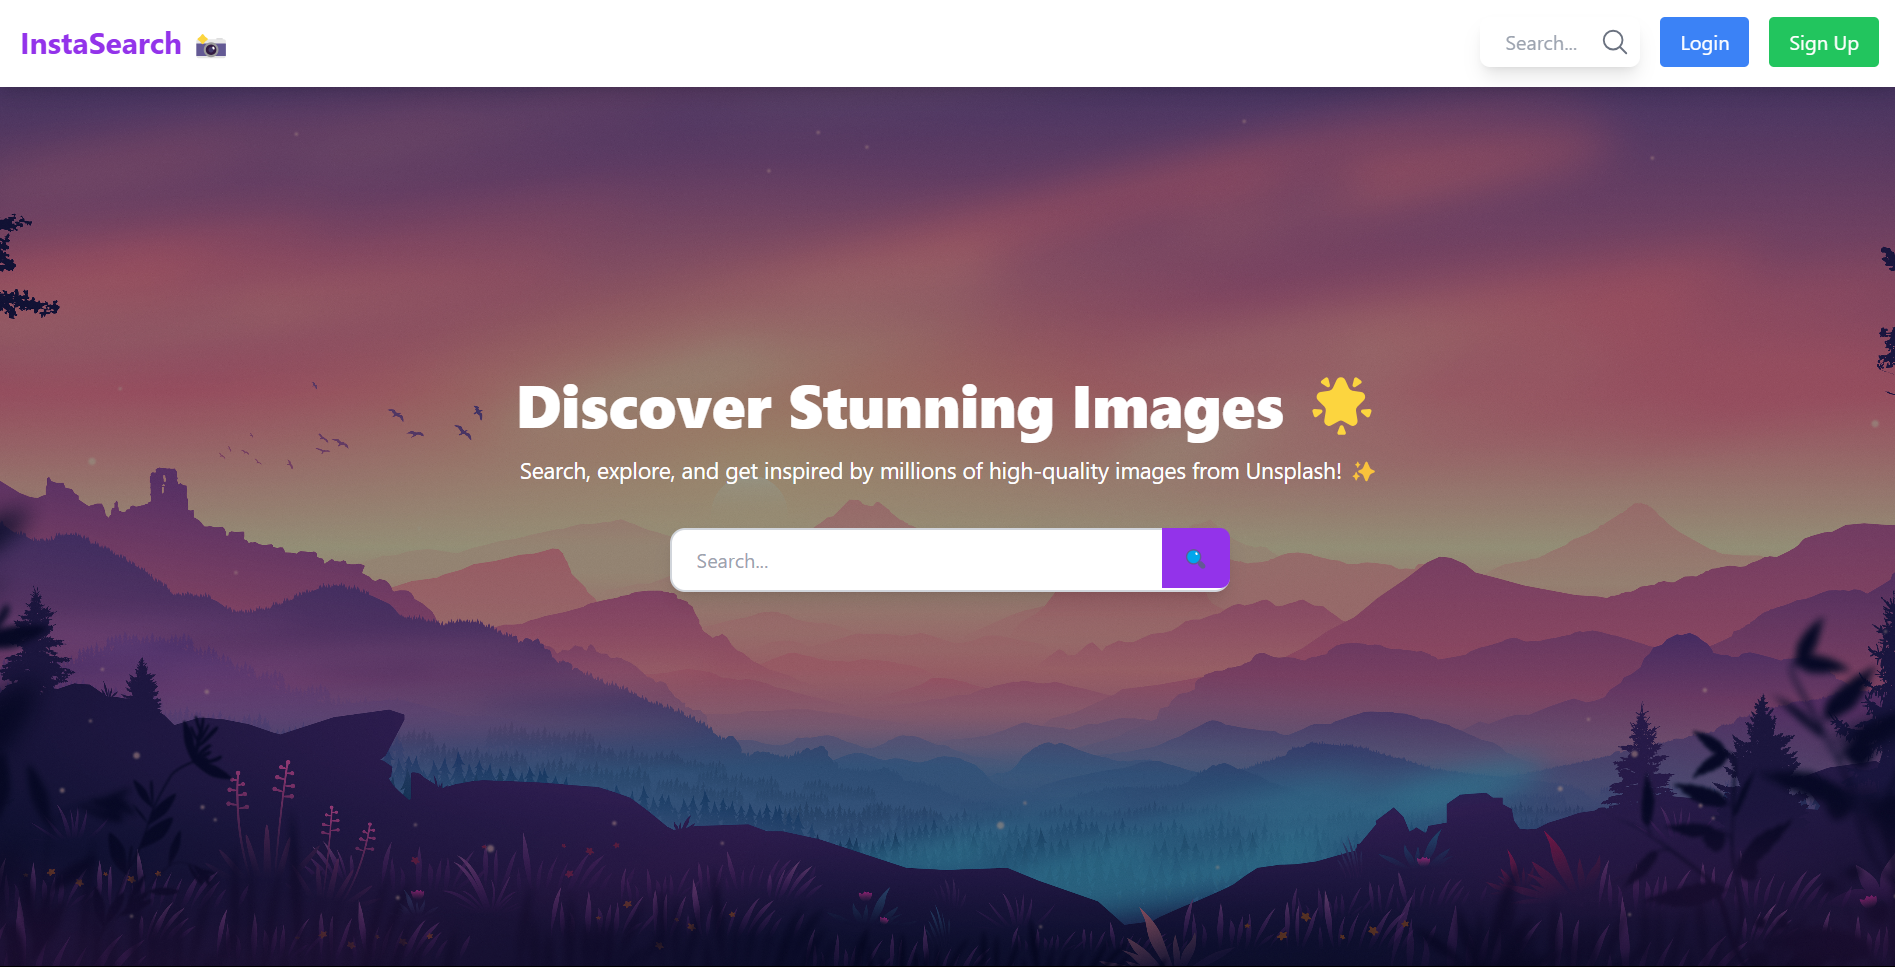 InstaSearch 📸
Search...
Login
Sign Up
Discover Stunning Images 🌟
Search, explore, and get inspired by millions of high-quality images from Unsplash! ✨
Search...